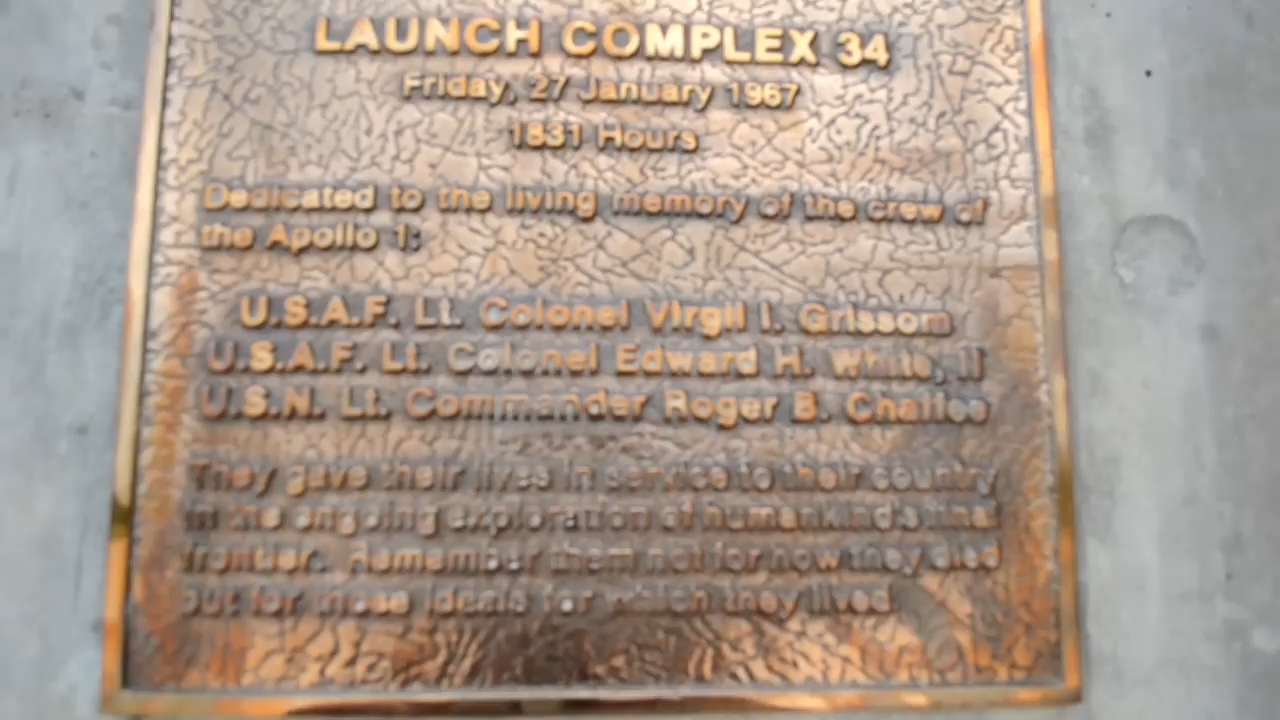 LAUNCH COMPLEX 34
Friday, 27 January 1967
1831 Hours
Dedicated to the living memory of the crew of
the Apollo 1:
U.S.A.F. Lt. Colonel Virgil I. Grissom
U.S.A.F. Lt. Colonel Edward H. White, II
U.S.N. Lt. Commander Roger B. Chaffee
They gave their lives in service to their country
in the ongoing exploration of humankind's final
frontier. Remember them not for how they died
but for those ideals for which they lived.